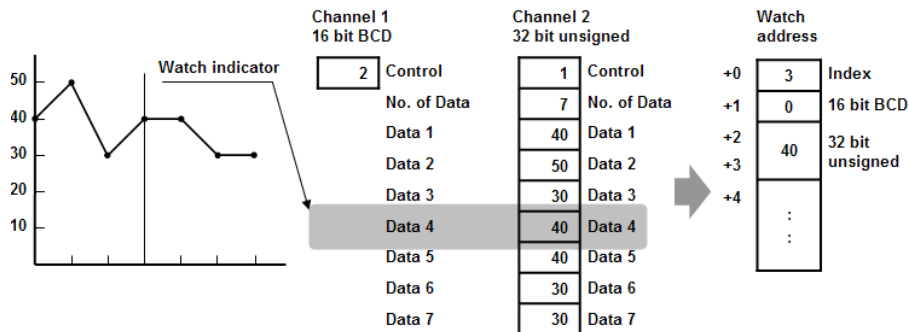 Channel 1
16 bit BCD
Channel 2
32 bit unsigned
Watch
address
50
40
30
20
10
Watch indicator
2 Control
No. of Data
Data 1
Data 2
Data 3
Data 4
Data 5
Data 6
Data 7
1 Control
7 No. of Data
40 Data 1
50 Data 2
30 Data 3
40 Data 4
40 Data 5
30 Data 6
30 Data 7
+0 3 Index
+1 0 16 bit BCD
+2
+3
40
32 bit
unsigned
+4
:
: